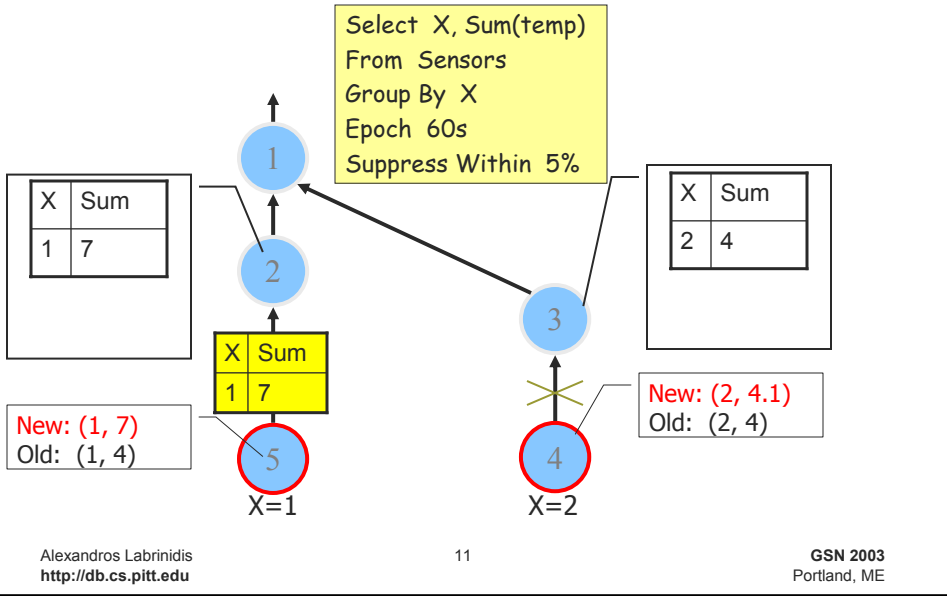 Select X, Sum(temp)
From Sensors
Group By X
Epoch 60s
Suppress Within 5%
1
X Sum
1 7
2
X Sum
2 4
3
X Sum
1 7
New: (1, 7)
Old: (1, 4)
5
X=1
New: (2, 4.1)
Old: (2, 4)
4
X=2
Alexandros Labrinidis
http://db.cs.pitt.edu
11
GSN 2003
Portland, ME